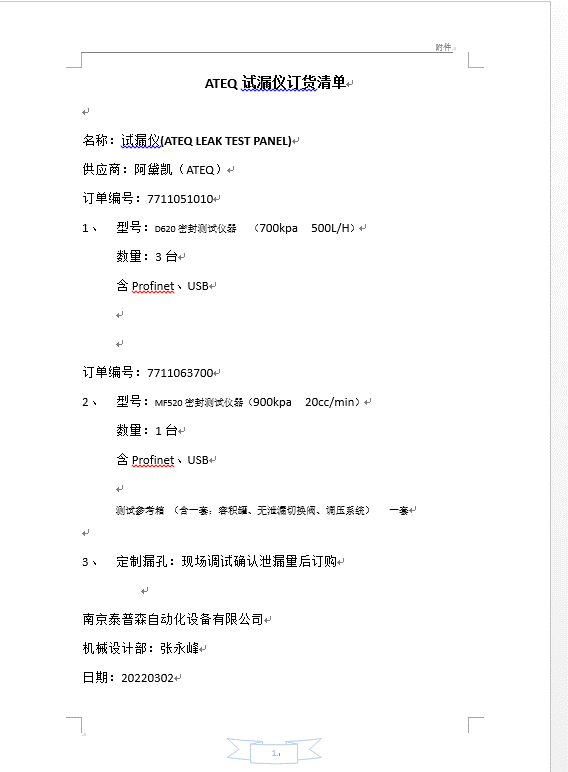 附件
ATEQ 试漏仪订货清单
名称：试漏仪(ATEQ LEAK TEST PANEL)
供应商：阿黛凯（ATEQ）
订单编号：7711051010
1、 型号：D620 密封测试仪器 （700kpa 500L/H）
数量：3 台
含 Profinet、USB
订单编号：7711063700
2、 型号：MF520 密封测试仪器（900kpa 20cc/min）
数量：1 台
含 Profinet、USB
测试参考箱 （含一套：容积罐、无泄漏切换阀、调压系统） 一套
3、 定制漏孔：现场调试确认泄漏量后订购
南京泰普森自动化设备有限公司
机械设计部：张永峰
日期：20220302
1